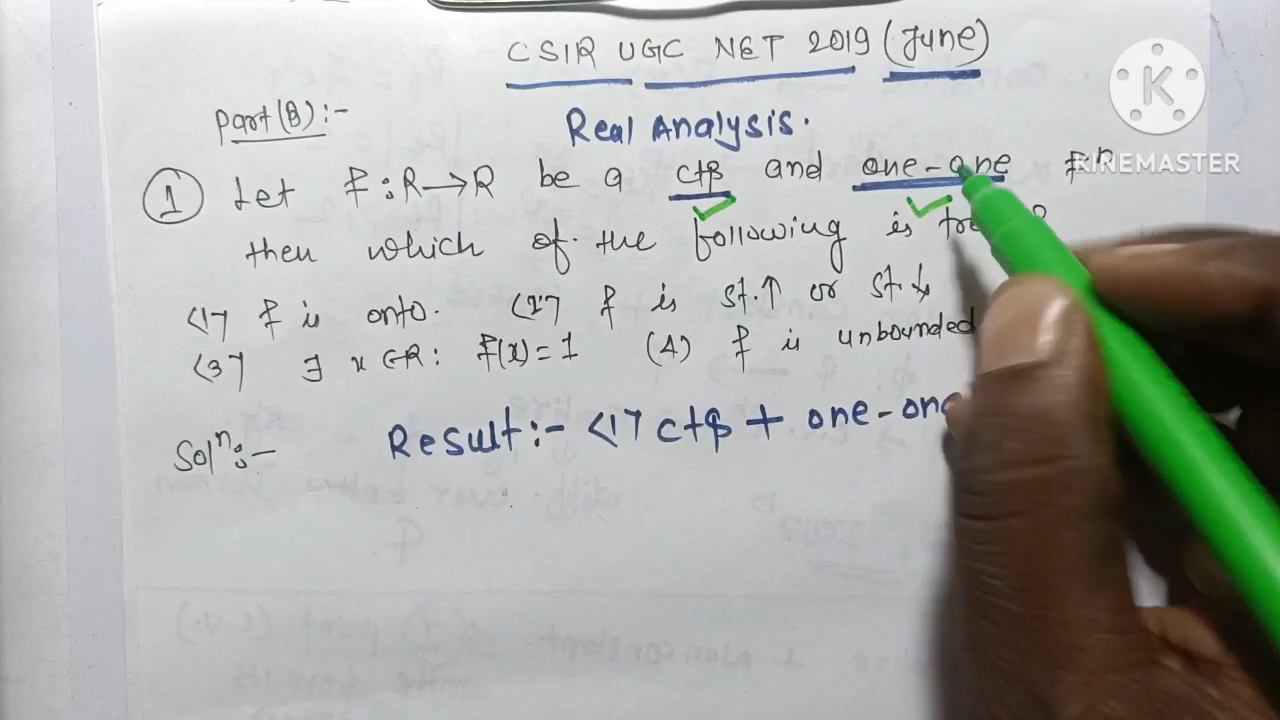 CSIR UGC NET 2019 (June)
Part(B):-
Real Analysis.
K
KINEMASTER
① Let f:R→R be a cts and one-one
then which of the following is
<1> f is onto. <2> f is st.↑ or st.↓
<3> ∃ x∈R: f(x)=1 (4) f is unbounded
Solⁿ:- Result:- <1> cts + one-one